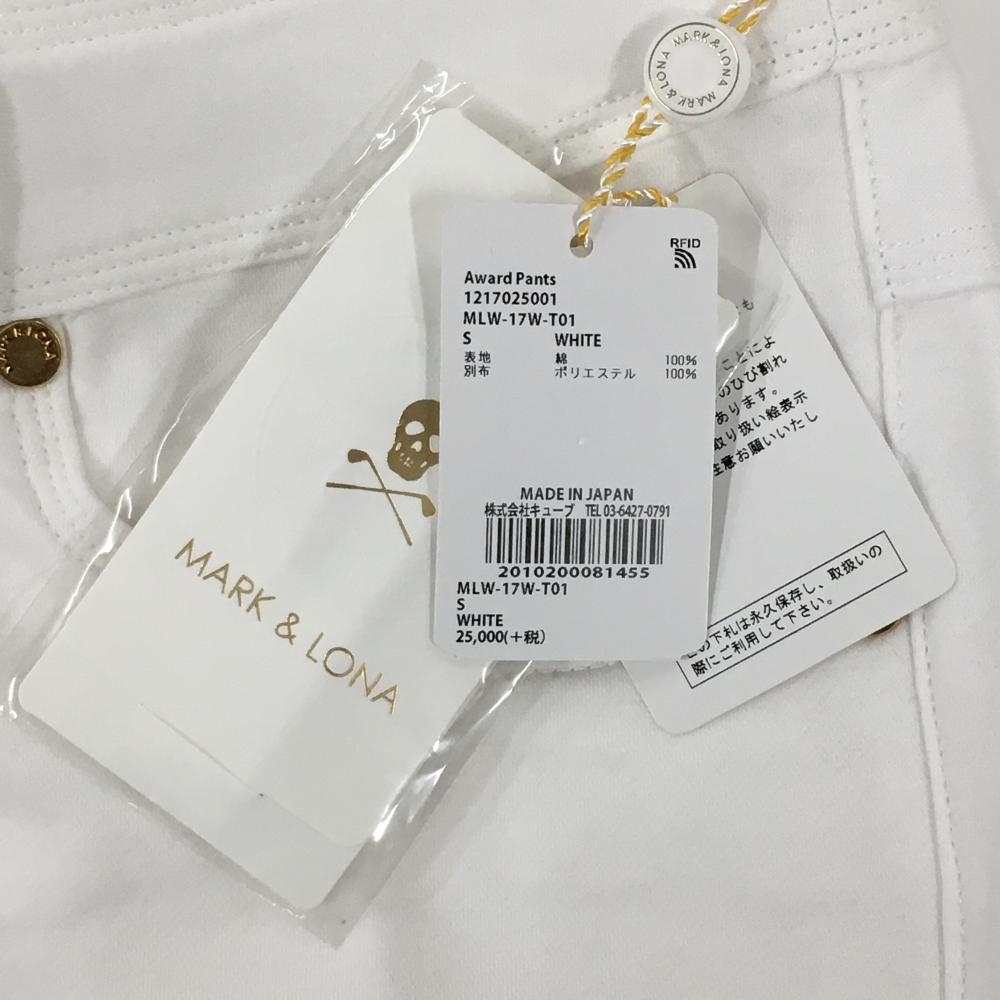 MARK & LONA MARK & LONA
RFID
Award Pants
1217025001
MLW-17W-T01
S WHITE
表地 綿 100%
別布 ポリエステル 100%
MADE IN JAPAN
株式会社キューブ TEL 03-6427-0791
2010200081455
MLW-17W-T01
S
WHITE
25,000(+税)
MARK & LONA
MARK & LONA
も
ことによ
のひび割れ
あります。
取り扱い絵表示
注意お願いいたし
この下札は永久保存し、取扱いの
際にご利用して下さい。